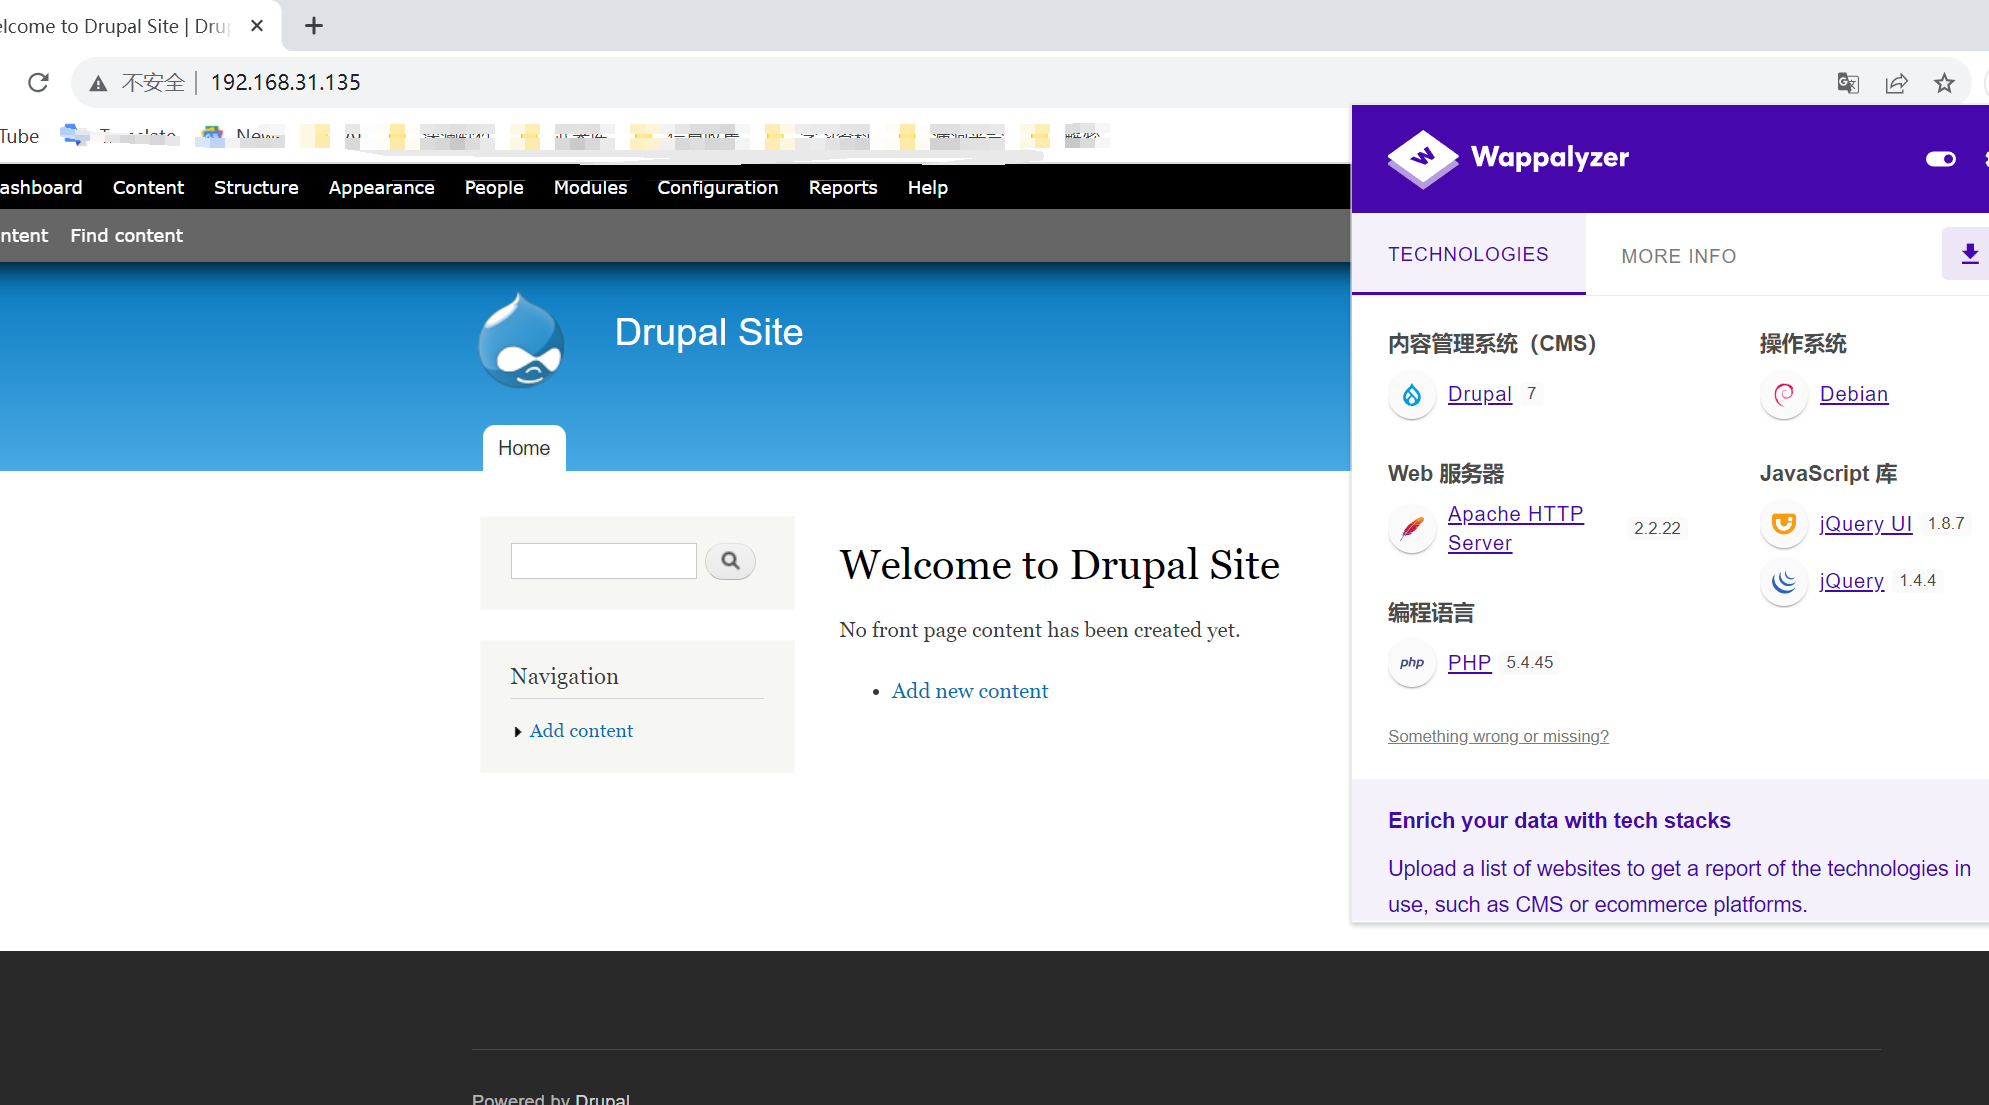 elcome to Drupal Site | Dru
不安全 | 192.168.31.135
Tube
ashboard Content Structure Appearance People Modules Configuration Reports Help
ntent Find content
Drupal Site
Home
Welcome to Drupal Site
No front page content has been created yet.
Add new content
Navigation
Add content
Powered by Drupal
Wappalyzer
TECHNOLOGIES MORE INFO
内容管理系统（CMS）
Drupal 7
操作系统
Debian
Web 服务器
Apache HTTP
Server 2.2.22
JavaScript 库
jQuery UI 1.8.7
jQuery 1.4.4
编程语言
php PHP 5.4.45
Something wrong or missing?
Enrich your data with tech stacks
Upload a list of websites to get a report of the technologies in
use, such as CMS or ecommerce platforms.